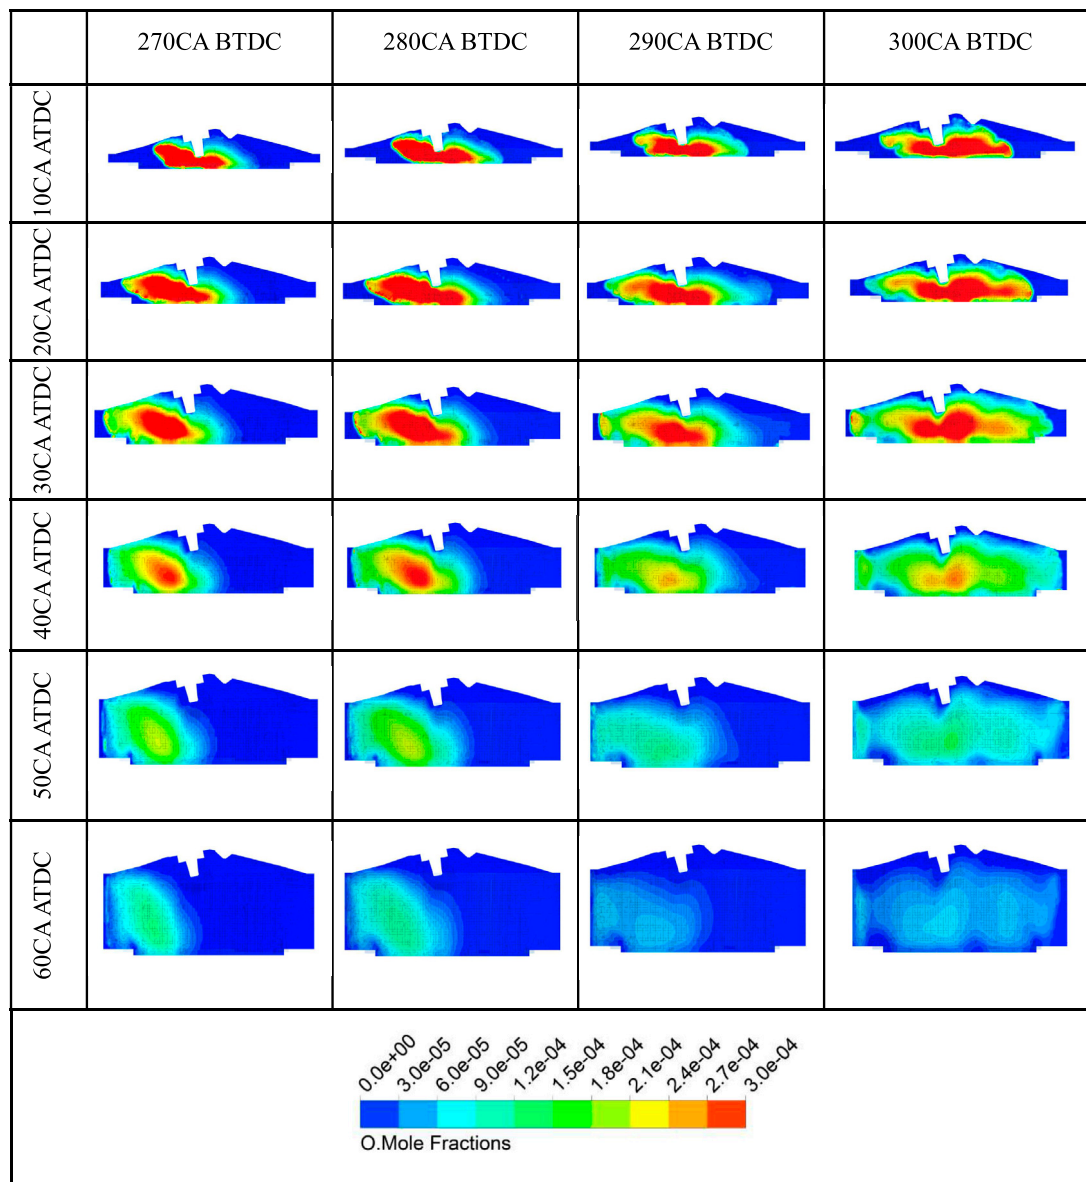 270CA BTDC
280CA BTDC
290CA BTDC
300CA BTDC
10CA ATDC
20CA ATDC
30CA ATDC
40CA ATDC
50CA ATDC
60CA ATDC
0.0e+00
3.0e-05
6.0e-05
9.0e-05
1.2e-04
1.5e-04
1.8e-04
2.1e-04
2.4e-04
2.7e-04
3.0e-04
O.Mole Fractions